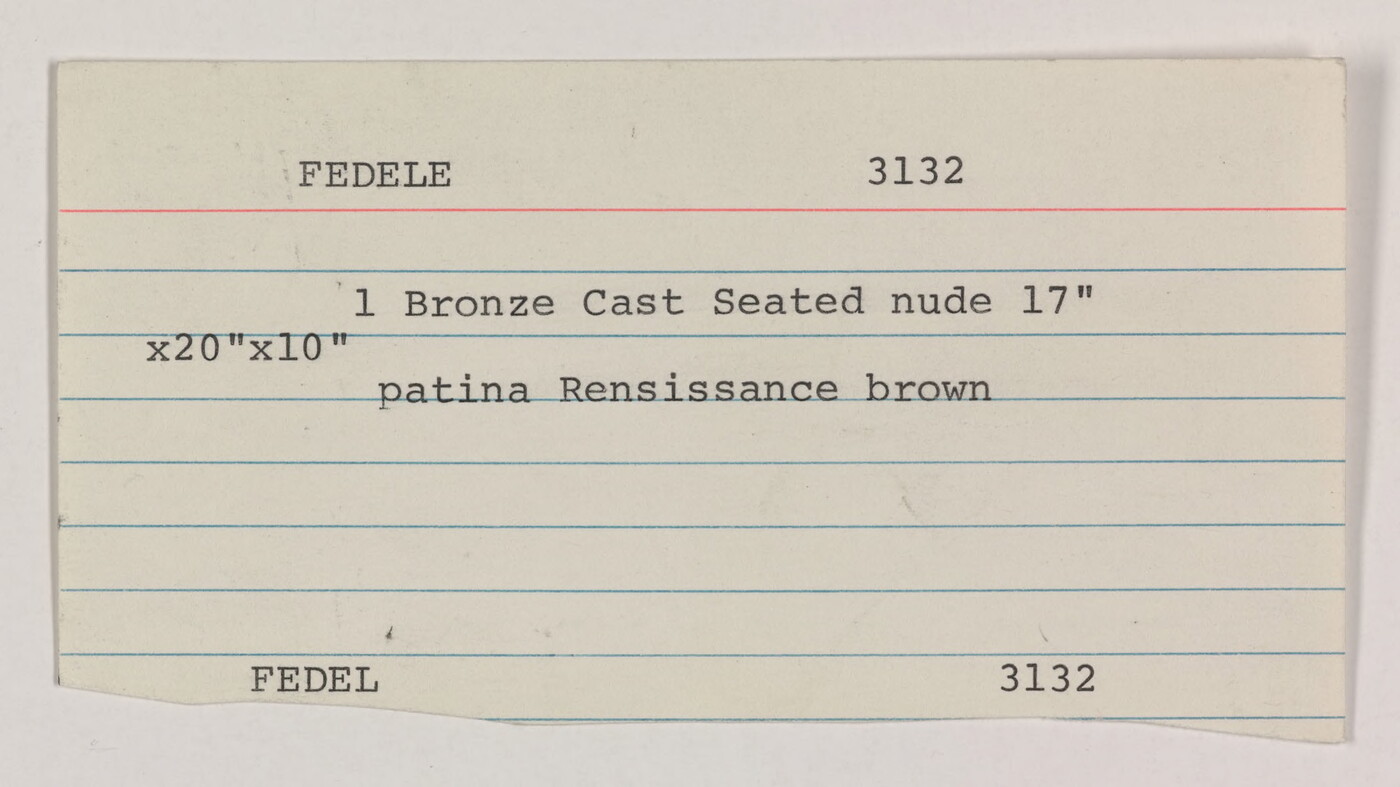 FEDELE 3132
1 Bronze Cast Seated nude 17"
x20"x10"
patina Rensissance brown
FEDEL 3132